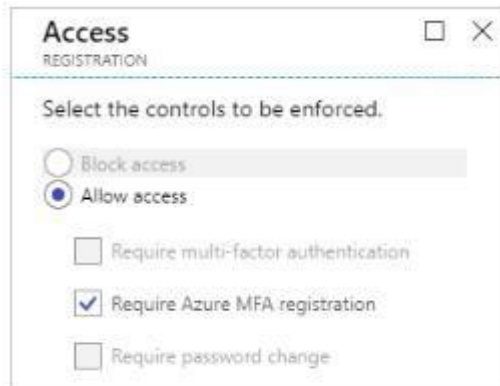 Access
REGISTRATION
Select the controls to be enforced.
Block access
Allow access
Require multi-factor authentication
Require Azure MFA registration
Require password change